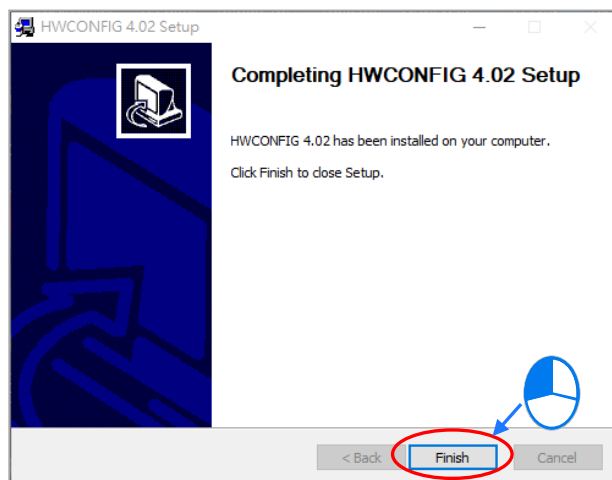 HWCONFIG 4.02 Setup
Completing HWCONFIG 4.02 Setup
HWCONFIG 4.02 has been installed on your computer.
Click Finish to close Setup.
< Back
Finish
Cancel